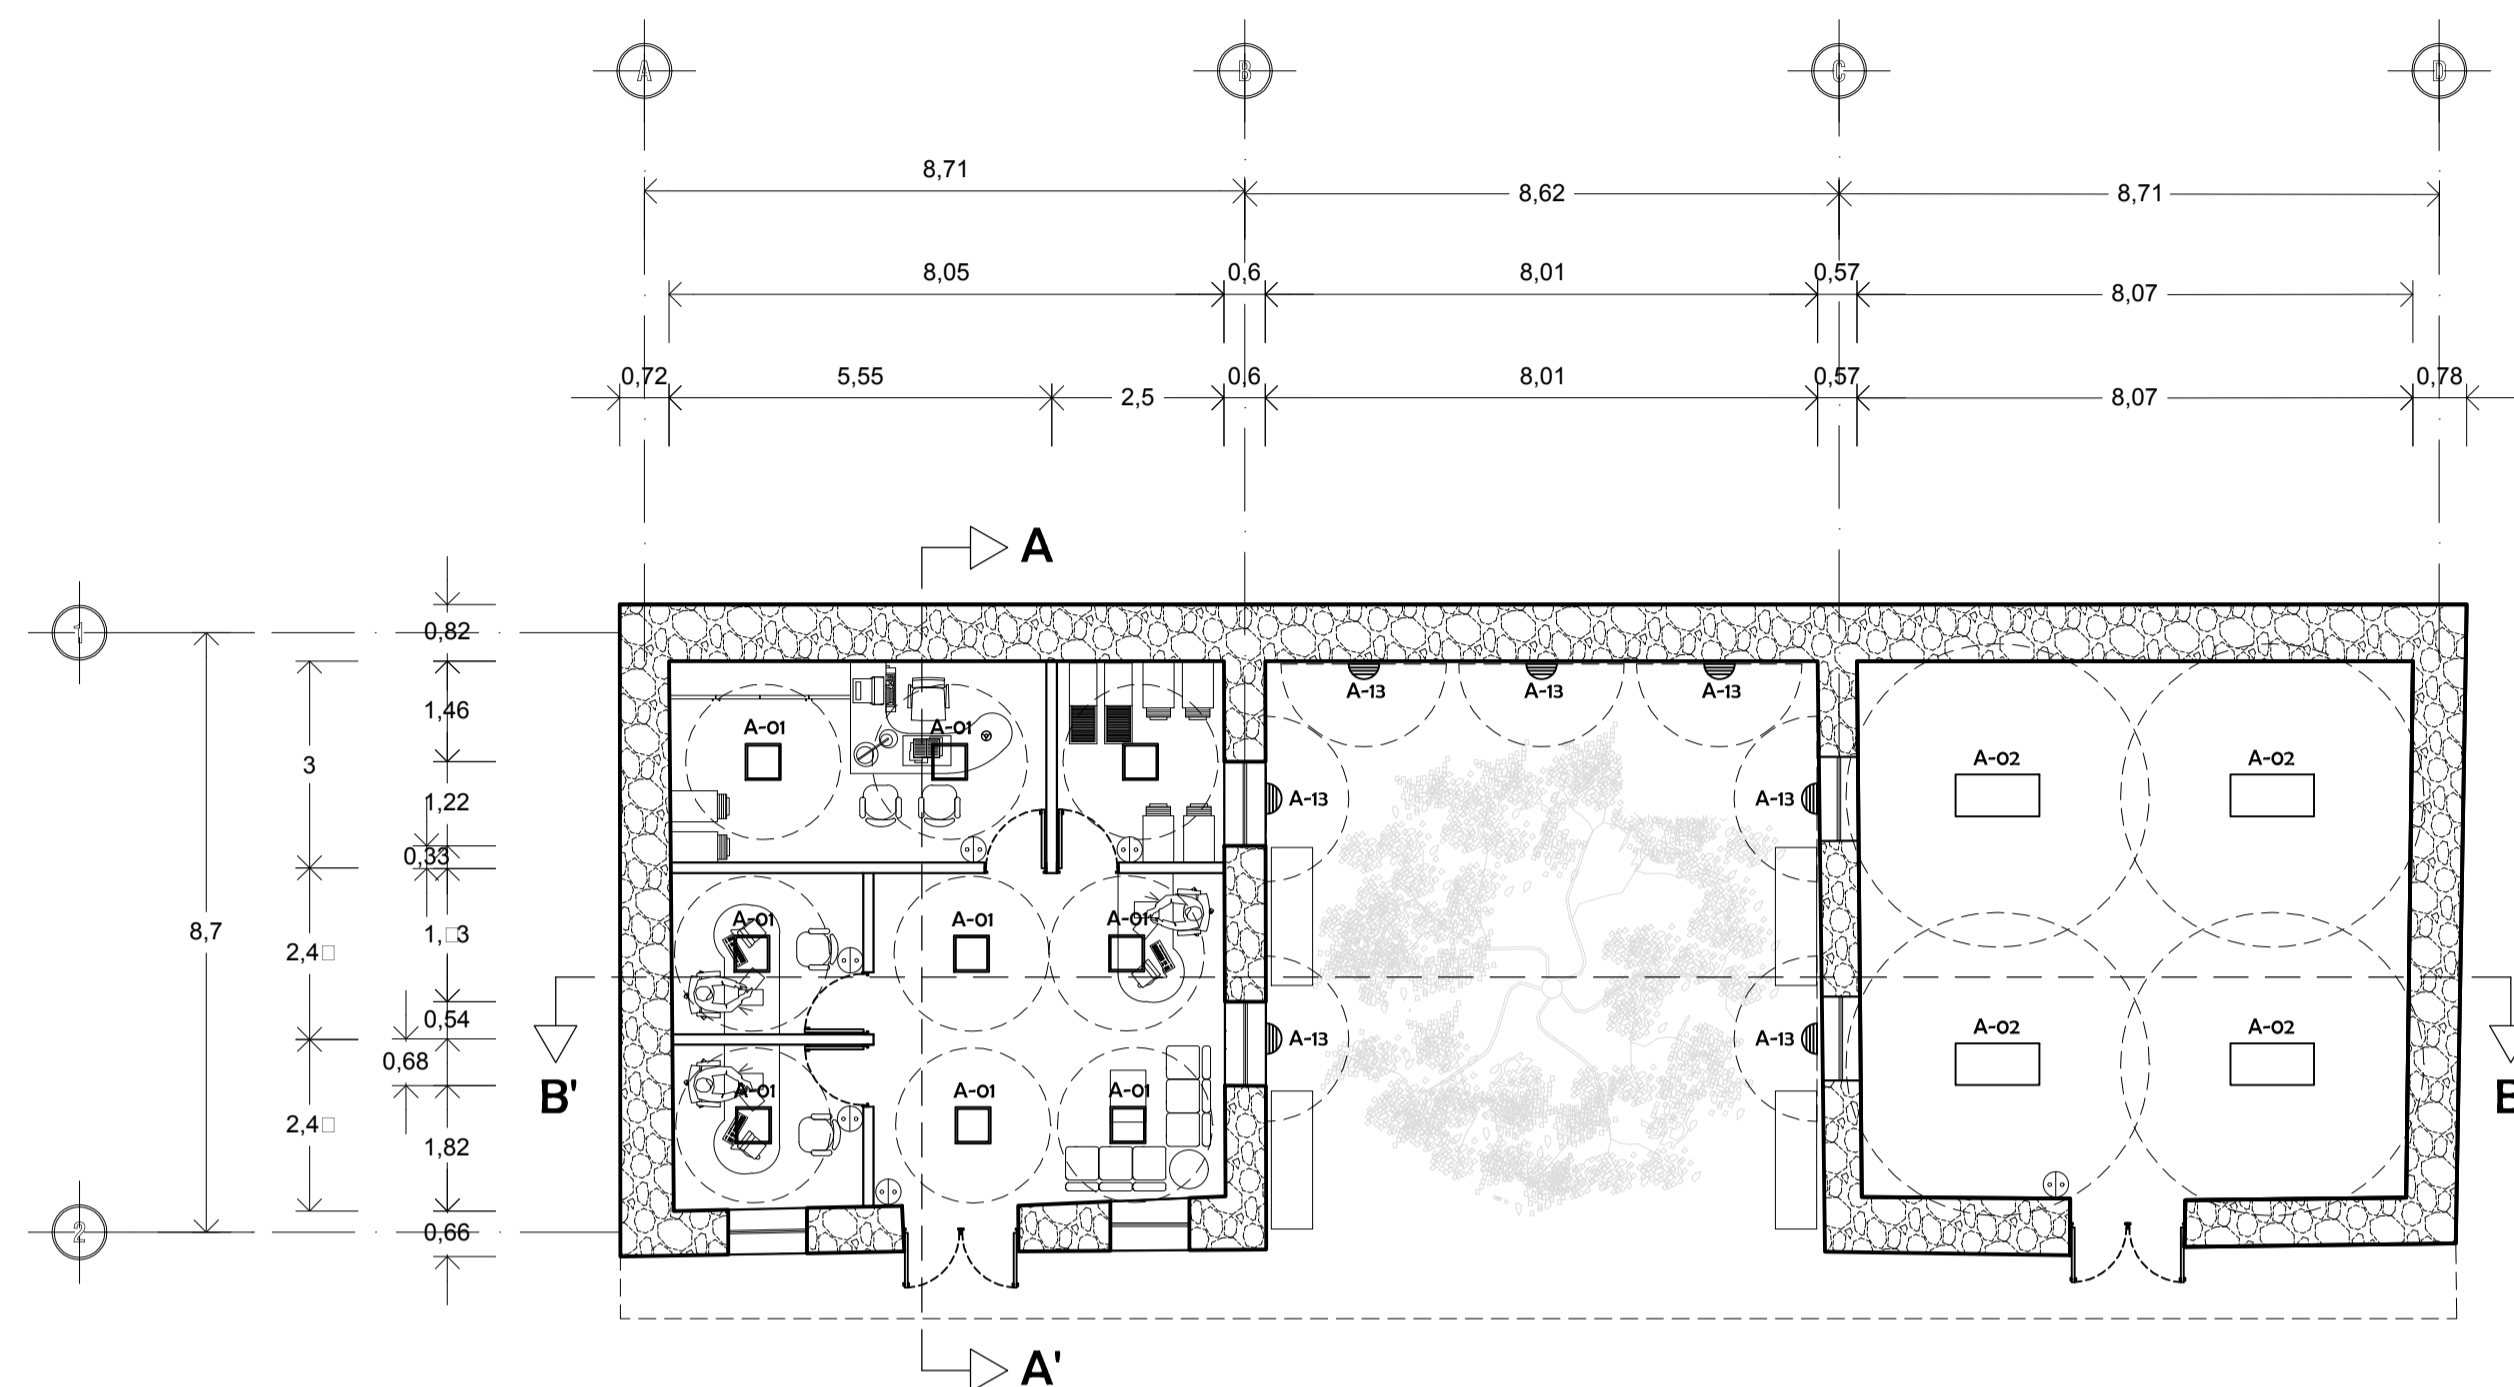 A B C D
8,71
8,62 8,71
8,05 0,6 8,01 0,57
8,07
0,72 5,55 0,6 8,01 0,57 0,78
2,5 8,07
A
1
0,82
1,46
A-13 A-13 A-13
A-01 A-01
3
A-02 A-02
1,22
A-13 A-13
0,33
A-01 A-01 A-01
8,7
1,□3
2,4□
0,54
A-02 A-02
A-13 A-13
0,68
B' B
A-01 A-01 A-01
2,4□
1,82
2
0,66
A'